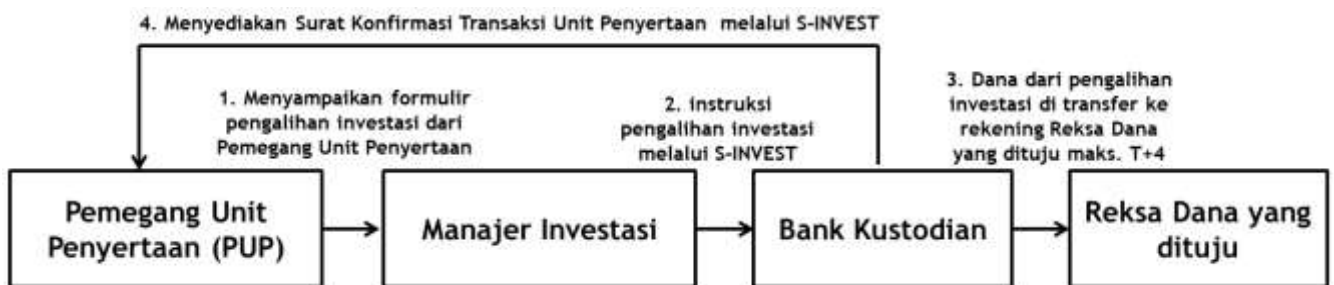 4. Menyediakan Surat Konfirmasi Transaksi Unit Penyertaan melalui S-INVEST
1. Menyampaikan formulir
pengalihan investasi dari
Pemegang Unit Penyertaan
2. instruksi
pengalihan investasi
melalui S-INVEST
3. Dana dari pengalihan
investasi di transfer ke
rekening Reksa Dana
yang dituju maks. T+4
Pemegang Unit
Penyertaan (PUP)
Manajer Investasi
Bank Kustodian
Reksa Dana yang
dituju